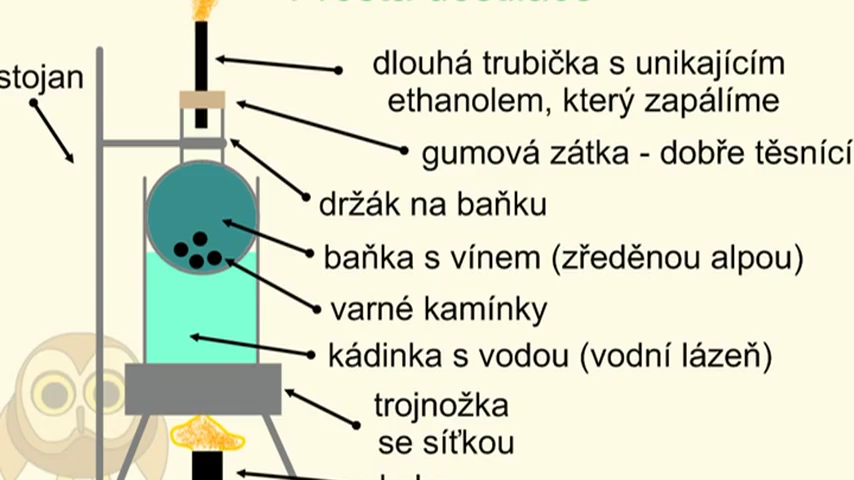 stojan
dlouhá trubička s unikajícím
ethanolem, který zapálíme
gumová zátka - dobře těsnící
držák na baňku
baňka s vínem (zředěnou alpou)
varné kamínky
kádinka s vodou (vodní lázeň)
trojnožka
se síťkou